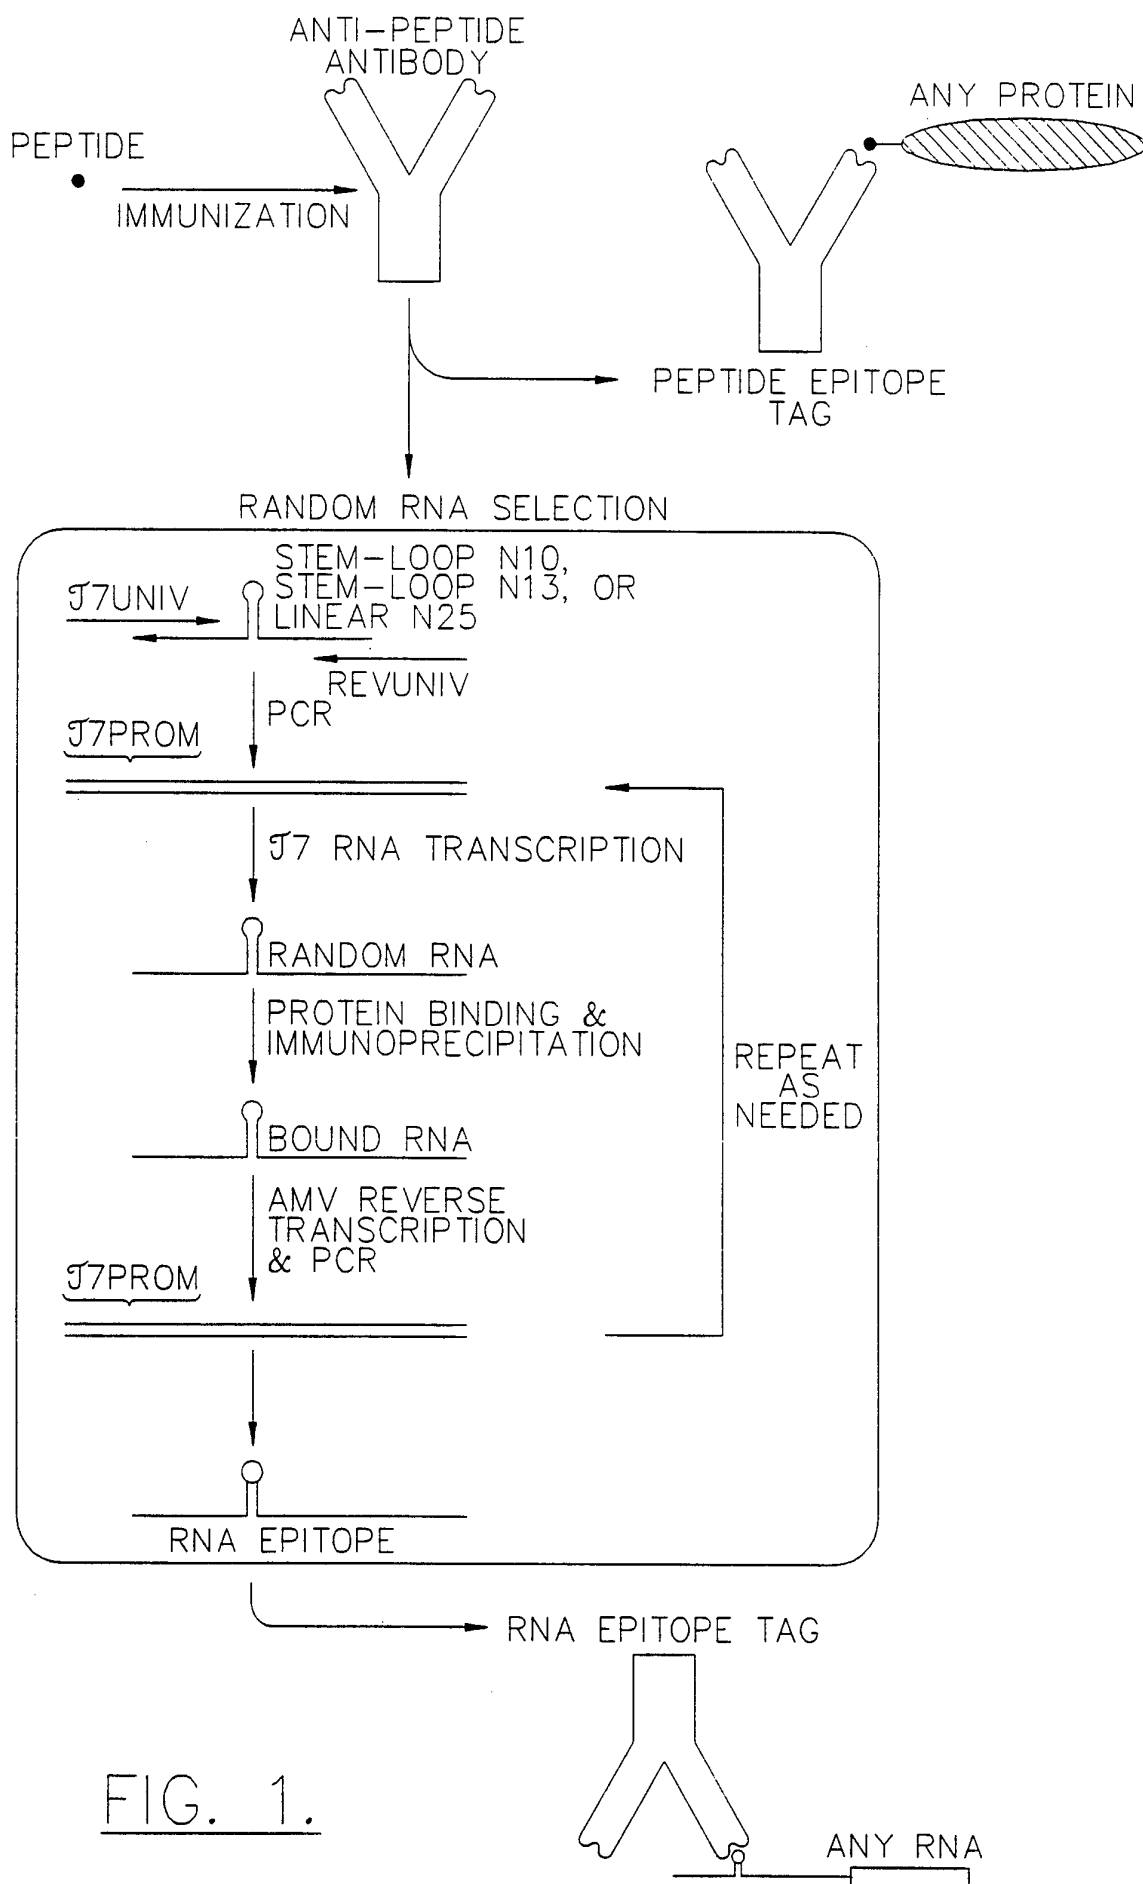 ANTI-PEPTIDE
ANTIBODY
ANY PROTEIN
PEPTIDE
IMMUNIZATION
PEPTIDE EPITOPE
TAG
RANDOM RNA SELECTION
STEM-LOOP N10,
STEM-LOOP N13, OR
LINEAR N25
T7UNIV
REVUNIV
PCR
T7PROM
T7 RNA TRANSCRIPTION
RANDOM RNA
PROTEIN BINDING &
IMMUNOPRECIPITATION
REPEAT
AS
NEEDED
BOUND RNA
AMV REVERSE
TRANSCRIPTION
& PCR
T7PROM
RNA EPITOPE
RNA EPITOPE TAG
FIG. 1.
ANY RNA